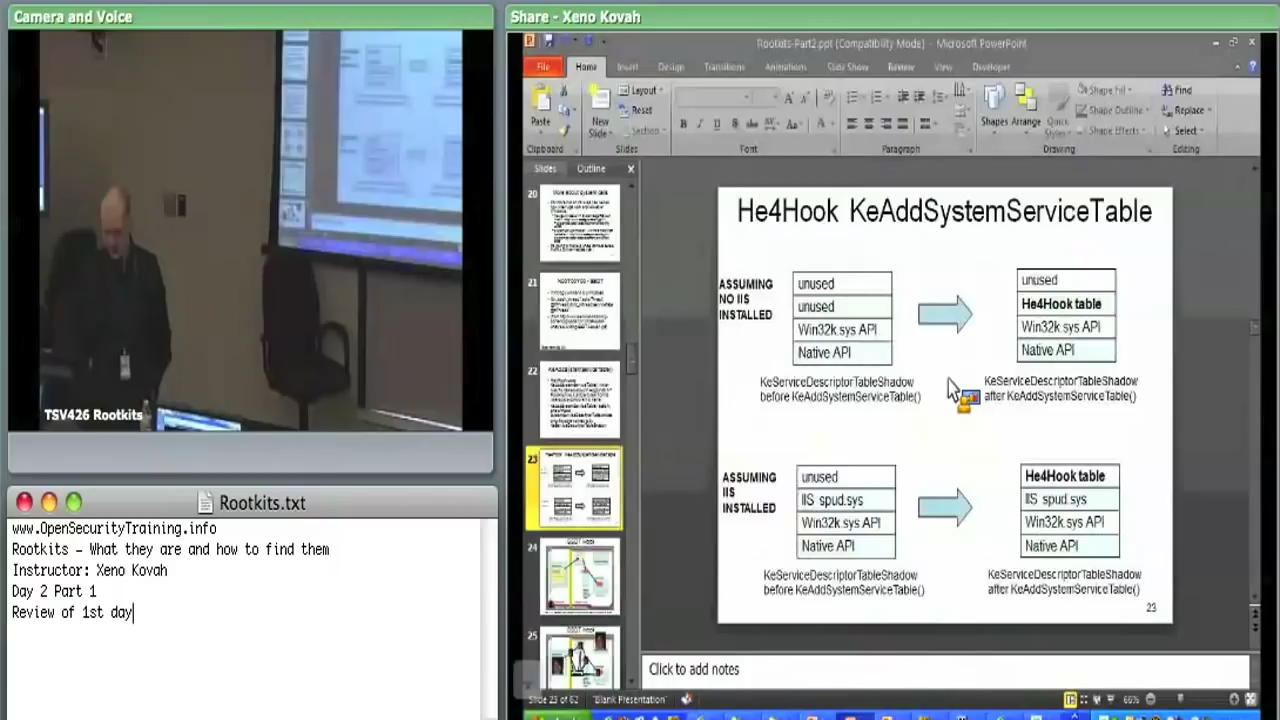 Camera and Voice
TSV426 Rootkits
Rootkits.txt
www.OpenSecurityTraining.info
Rootkits – What they are and how to find them
Instructor: Xeno Kovah
Day 2 Part 1
Review of 1st day
Share - Xeno Kovah
Rootkits-Part2.ppt [Compatibility Mode] - Microsoft PowerPoint
File Home Insert Design Transitions Animations Slide Show Review View Developer
Paste
New Slide
Layout
Reset
Section
Shapes
Arrange
Quick Styles
Shape Fill
Shape Outline
Shape Effects
Find
Replace
Select
Clipboard Slides Font Paragraph Drawing Editing
Slides Outline
20
21
22
23
24
25
He4Hook KeAddSystemServiceTable
ASSUMING
NO IIS
INSTALLED
unused
unused
Win32k.sys API
Native API
KeServiceDescriptorTableShadow
before KeAddSystemServiceTable()
unused
He4Hook table
Win32k.sys API
Native API
KeServiceDescriptorTableShadow
after KeAddSystemServiceTable()
ASSUMING
IIS
INSTALLED
unused
IIS spud.sys
Win32k.sys API
Native API
KeServiceDescriptorTableShadow
before KeAddSystemServiceTable()
He4Hook table
IIS spud.sys
Win32k.sys API
Native API
KeServiceDescriptorTableShadow
after KeAddSystemServiceTable()
23
Click to add notes
Slide 23 of 62 "Blank Presentation" 66%